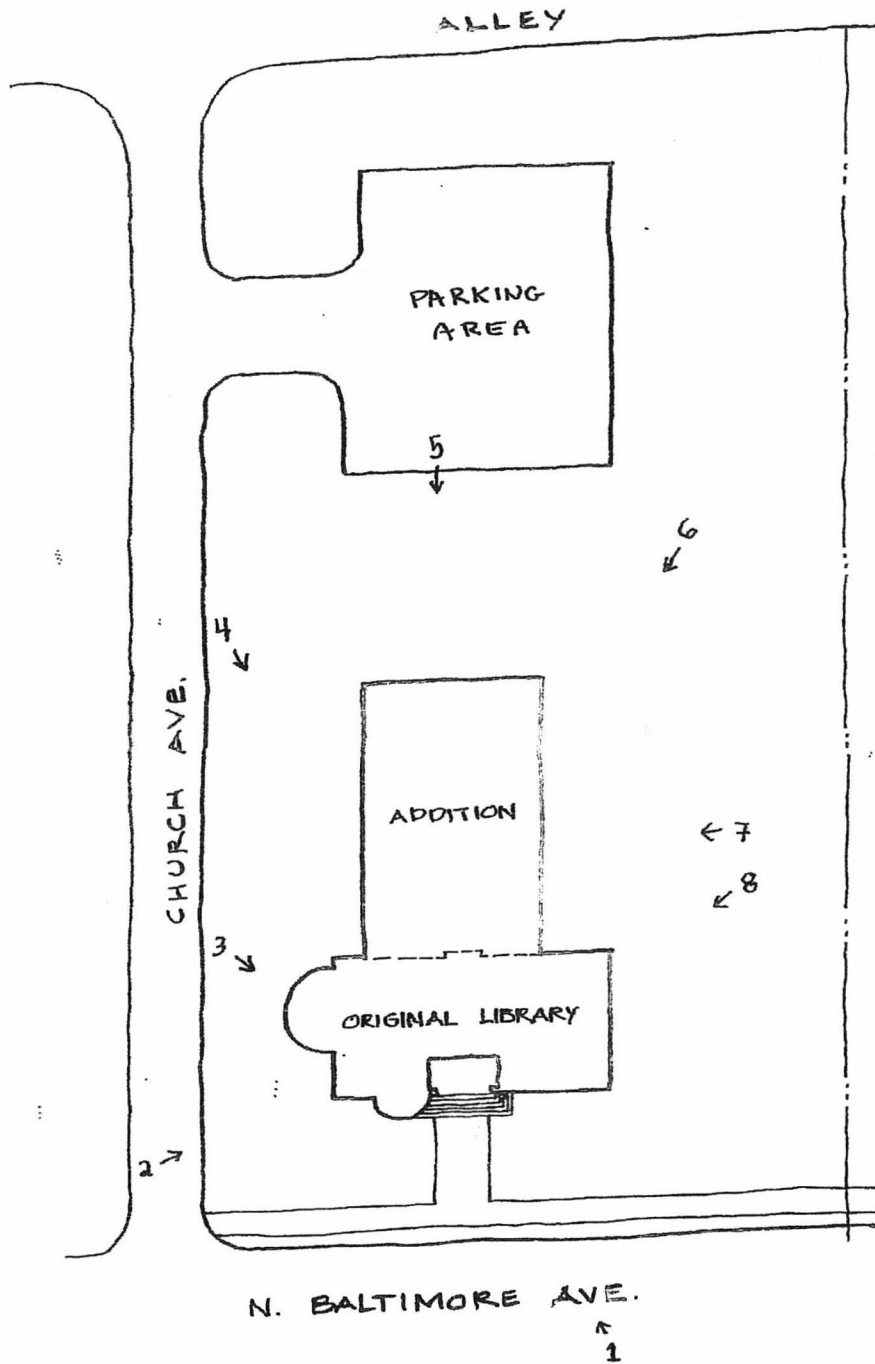 ALLEY
PARKING
AREA
5
6
4
CHURCH AVE.
ADDITION
7
8
3
ORIGINAL LIBRARY
2
N. BALTIMORE AVE.
1